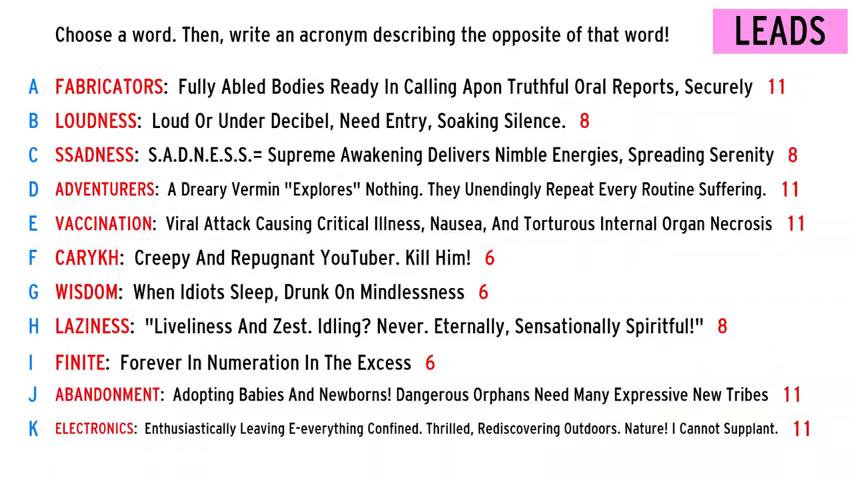 Choose a word. Then, write an acronym describing the opposite of that word!
LEADS
A FABRICATORS: Fully Abled Bodies Ready In Calling Apon Truthful Oral Reports, Securely 11
B LOUDNESS: Loud Or Under Decibel, Need Entry, Soaking Silence. 8
C SSADNESS: S.A.D.N.E.S.S.= Supreme Awakening Delivers Nimble Energies, Spreading Serenity 8
D ADVENTURERS: A Dreary Vermin "Explores" Nothing. They Unendingly Repeat Every Routine Suffering. 11
E VACCINATION: Viral Attack Causing Critical Illness, Nausea, And Torturous Internal Organ Necrosis 11
F CARYKH: Creepy And Repugnant YouTuber. Kill Him! 6
G WISDOM: When Idiots Sleep, Drunk On Mindlessness 6
H LAZINESS: "Liveliness And Zest. Idling? Never. Eternally, Sensationally Spiritful!" 8
I FINITE: Forever In Numeration In The Excess 6
J ABANDONMENT: Adopting Babies And Newborns! Dangerous Orphans Need Many Expressive New Tribes 11
K ELECTRONICS: Enthusiastically Leaving E-everything Confined. Thrilled, Rediscovering Outdoors. Nature! I Cannot Supplant. 11